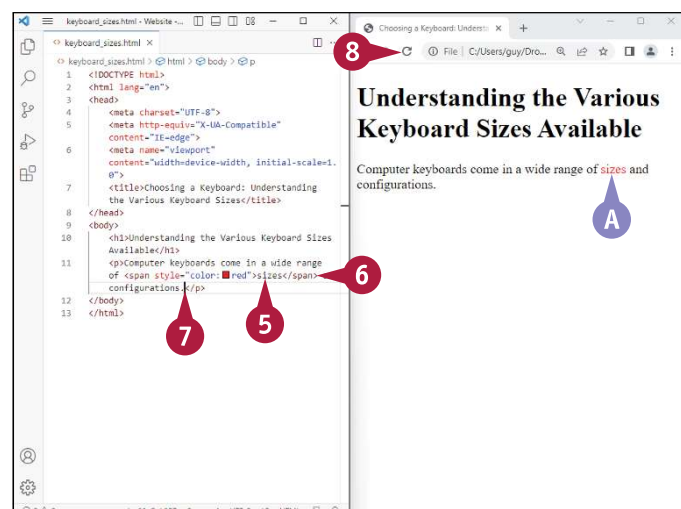 keyboard_sizes.html - Website -...
keyboard_sizes.html ×
keyboard_sizes.html > html > body > p
1 <!DOCTYPE html>
2 <html lang="en">
3 <head>
4 <meta charset="UTF-8">
5 <meta http-equiv="X-UA-Compatible"
content="IE=edge">
6 <meta name="viewport"
content="width=device-width, initial-scale=1.
0">
7 <title>Choosing a Keyboard: Understanding
the Various Keyboard Sizes</title>
8 </head>
9 <body>
10 <h1>Understanding the Various Keyboard Sizes
Available</h1>
11 <p>Computer keyboards come in a wide range
of <span style="color: red">sizes</span>
configurations.</p>
12 </body>
13 </html>
7
5
6
Choosing a Keyboard: Underst
8
File | C:/Users/guy/Dro...
Understanding the Various
Keyboard Sizes Available
Computer keyboards come in a wide range of sizes and
configurations.
A